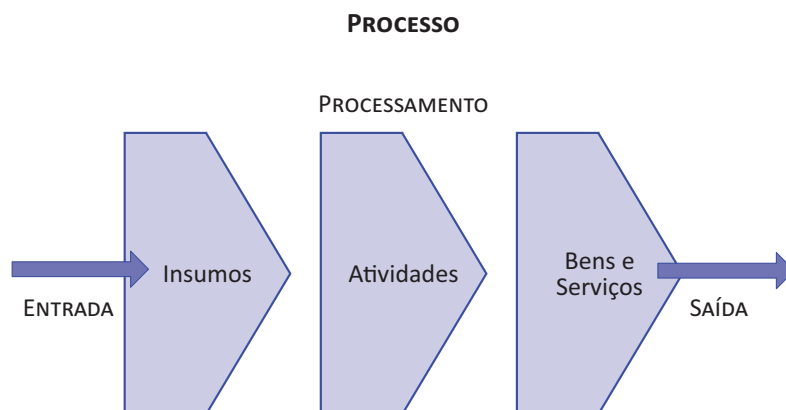 PROCESSO
PROCESSAMENTO
Insumos
Atividades
Bens e
Serviços
ENTRADA
SAÍDA